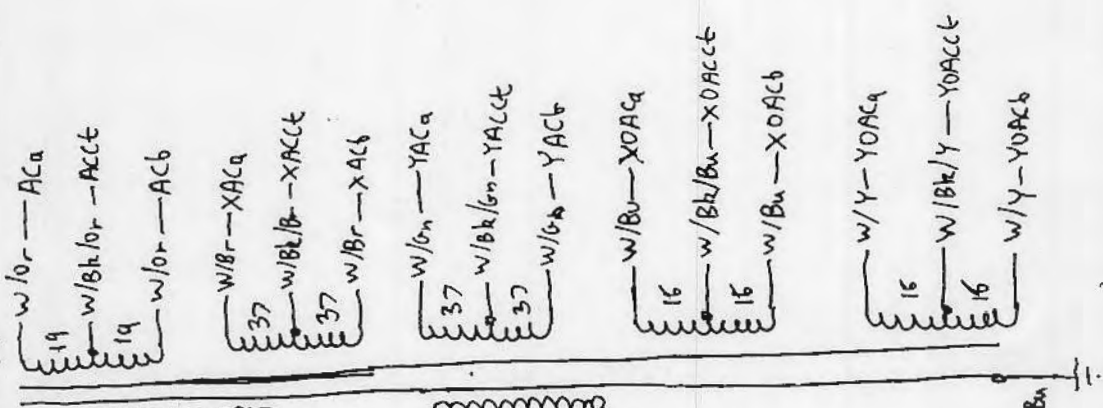 W/Or — ACa
19
W/Bk/Or — ACCt
19
W/Or — ACb
W/Br — XACa
37
W/Bk/Br — XACCt
37
W/Br — XACb
W/Gn — YACa
37
W/Bk/Gn — YACCt
37
W/Gn — YACb
W/Bu — XOACa
16
W/Bk/Bu — XOACCt
16
W/Bu — XOACb
W/Y — YOACa
16
W/Bk/Y — YOACCt
16
W/Y — YOACb
Bu